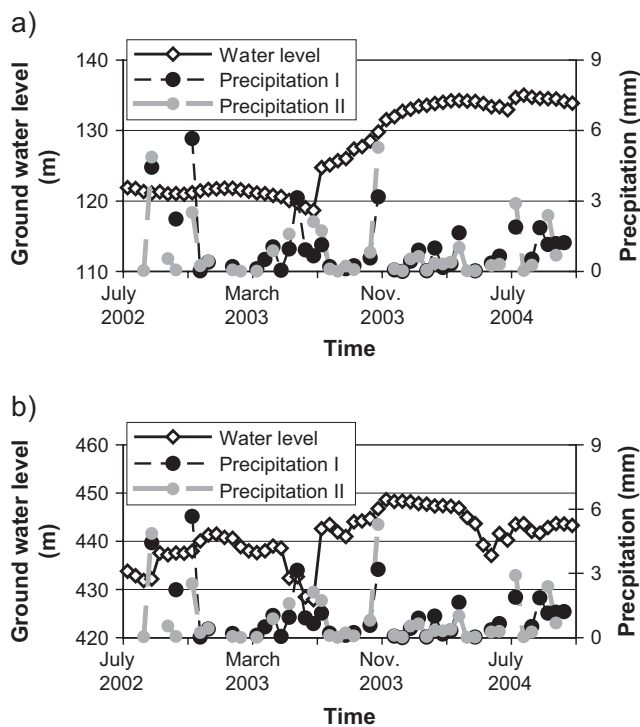 a)
Ground water level
(m)
140
130
120
110
Water level
Precipitation I
Precipitation II
9
6
3
0
Precipitation (mm)
July
2002
March
2003
Nov.
2003
July
2004
Time
b)
Ground water level
(m)
460
450
440
430
420
Water level
Precipitation I
Precipitation II
9
6
3
0
Precipitation (mm)
July
2002
March
2003
Nov.
2003
July
2004
Time